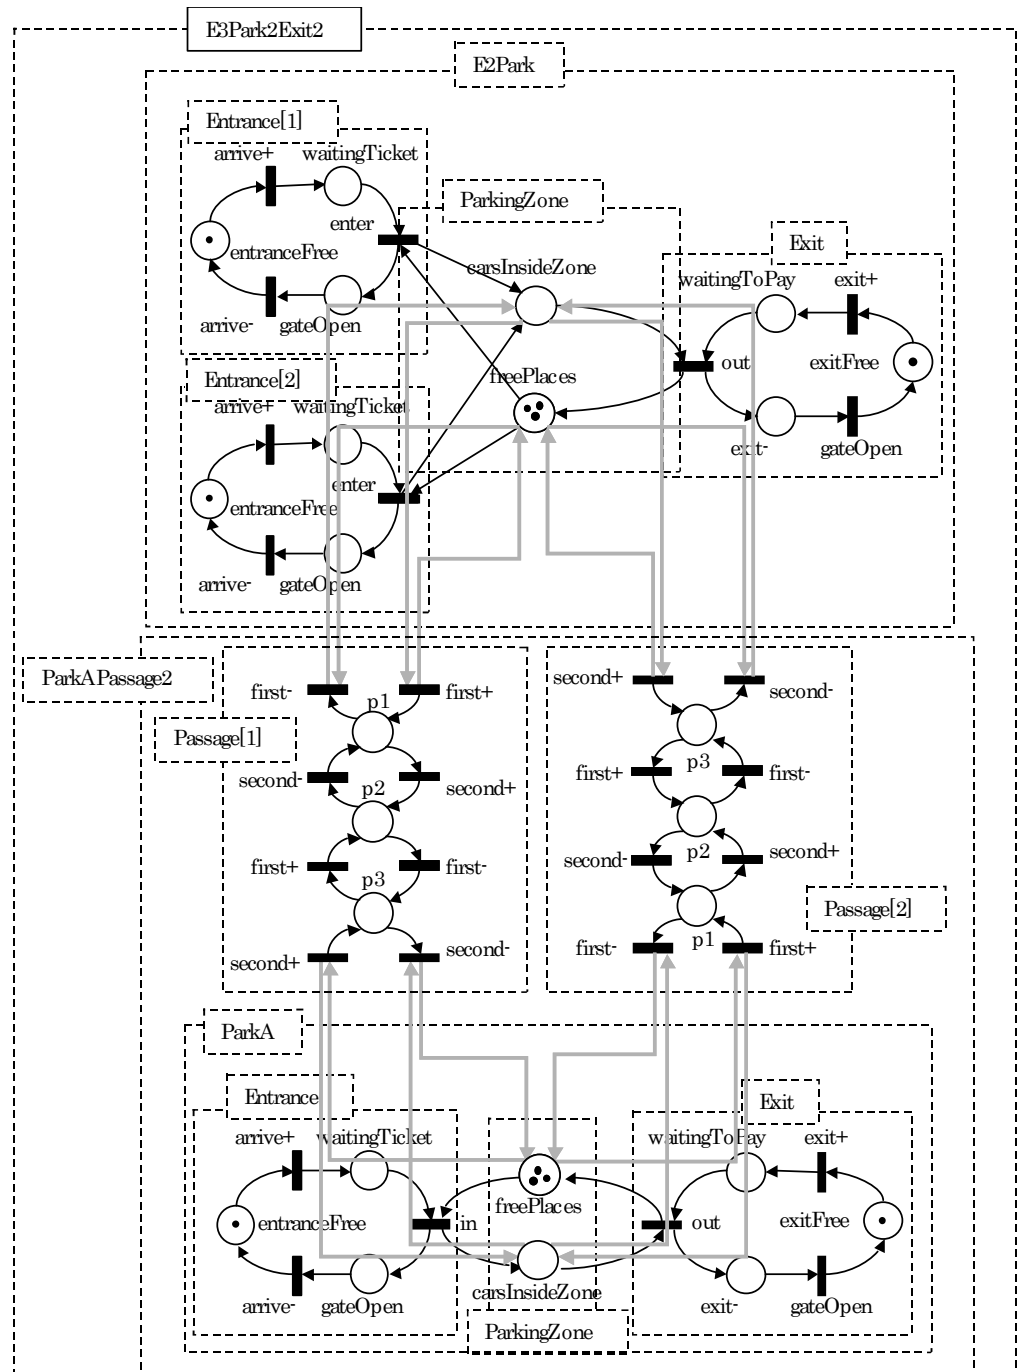 E3Park2Exit2
E2Park
Entrance[1]
arrive+ waitingTicket
ParkingZone
enter
Exit
entranceFree
carsInsideZone
waitingToPay exit+
arrive- gateOpen
out exitFree
Entrance[2]
freePlaces
arrive+ waitingTicket
exit- gateOpen
enter
entranceFree
arrive- gateOpen
ParkAPassage2
second+
first- first+
second-
p1
Passage[1]
p3
first+ first-
second- second+
p2
second- second+
p2
first+ first-
p3
Passage[2]
p1
first- first+
second+ second-
ParkA
Entrance
Exit
arrive+ waitingTicket
waitingToPay exit+
freePlaces
entranceFree in
out exitFree
carsInsideZone
arrive- gateOpen
exit- gateOpen
ParkingZone